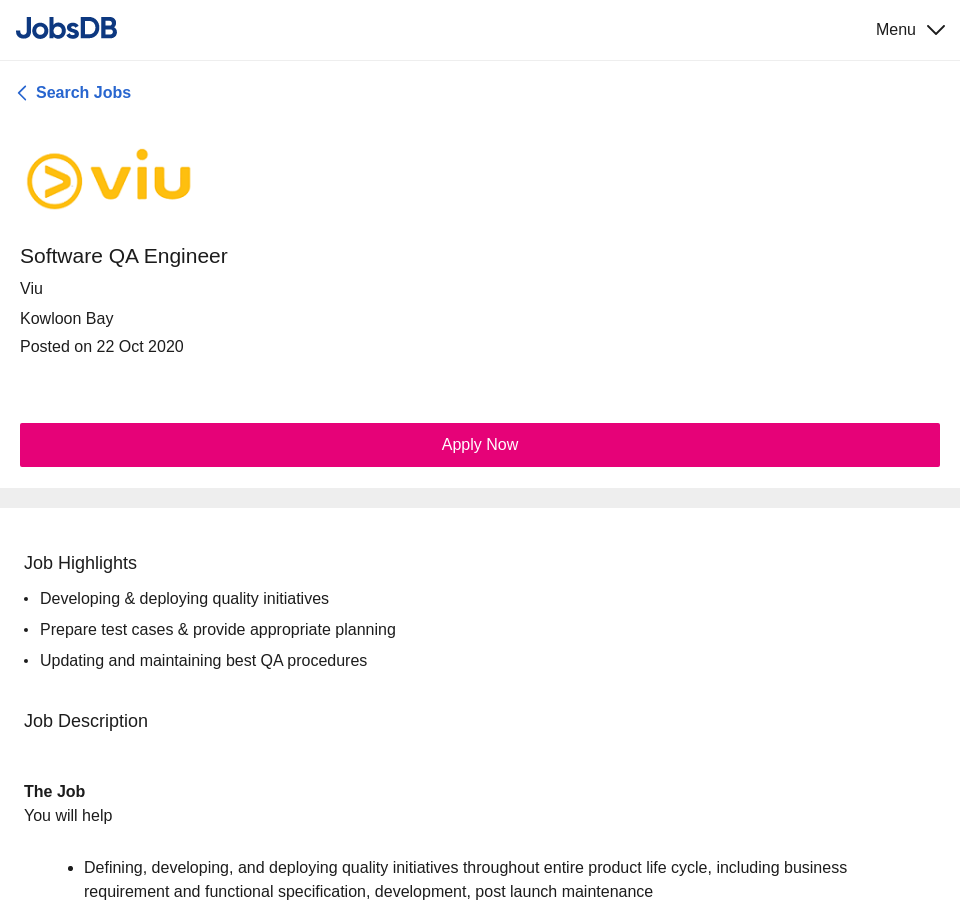 JobsDB
Menu
Search Jobs
viu
Software QA Engineer
Viu
Kowloon Bay
Posted on 22 Oct 2020
Apply Now
Job Highlights
• Developing & deploying quality initiatives
• Prepare test cases & provide appropriate planning
• Updating and maintaining best QA procedures
Job Description
The Job
You will help
• Defining, developing, and deploying quality initiatives throughout entire product life cycle, including business
requirement and functional specification, development, post launch maintenance